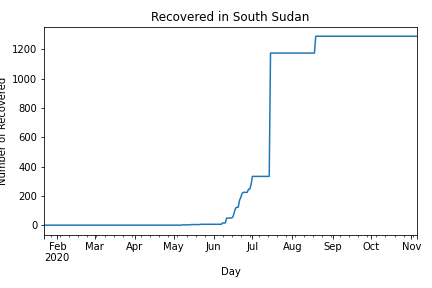 Recovered in South Sudan
Number of Recovered
1200
1000
800
600
400
200
0
Feb Mar Apr May Jun Jul Aug Sep Oct Nov
2020
Day